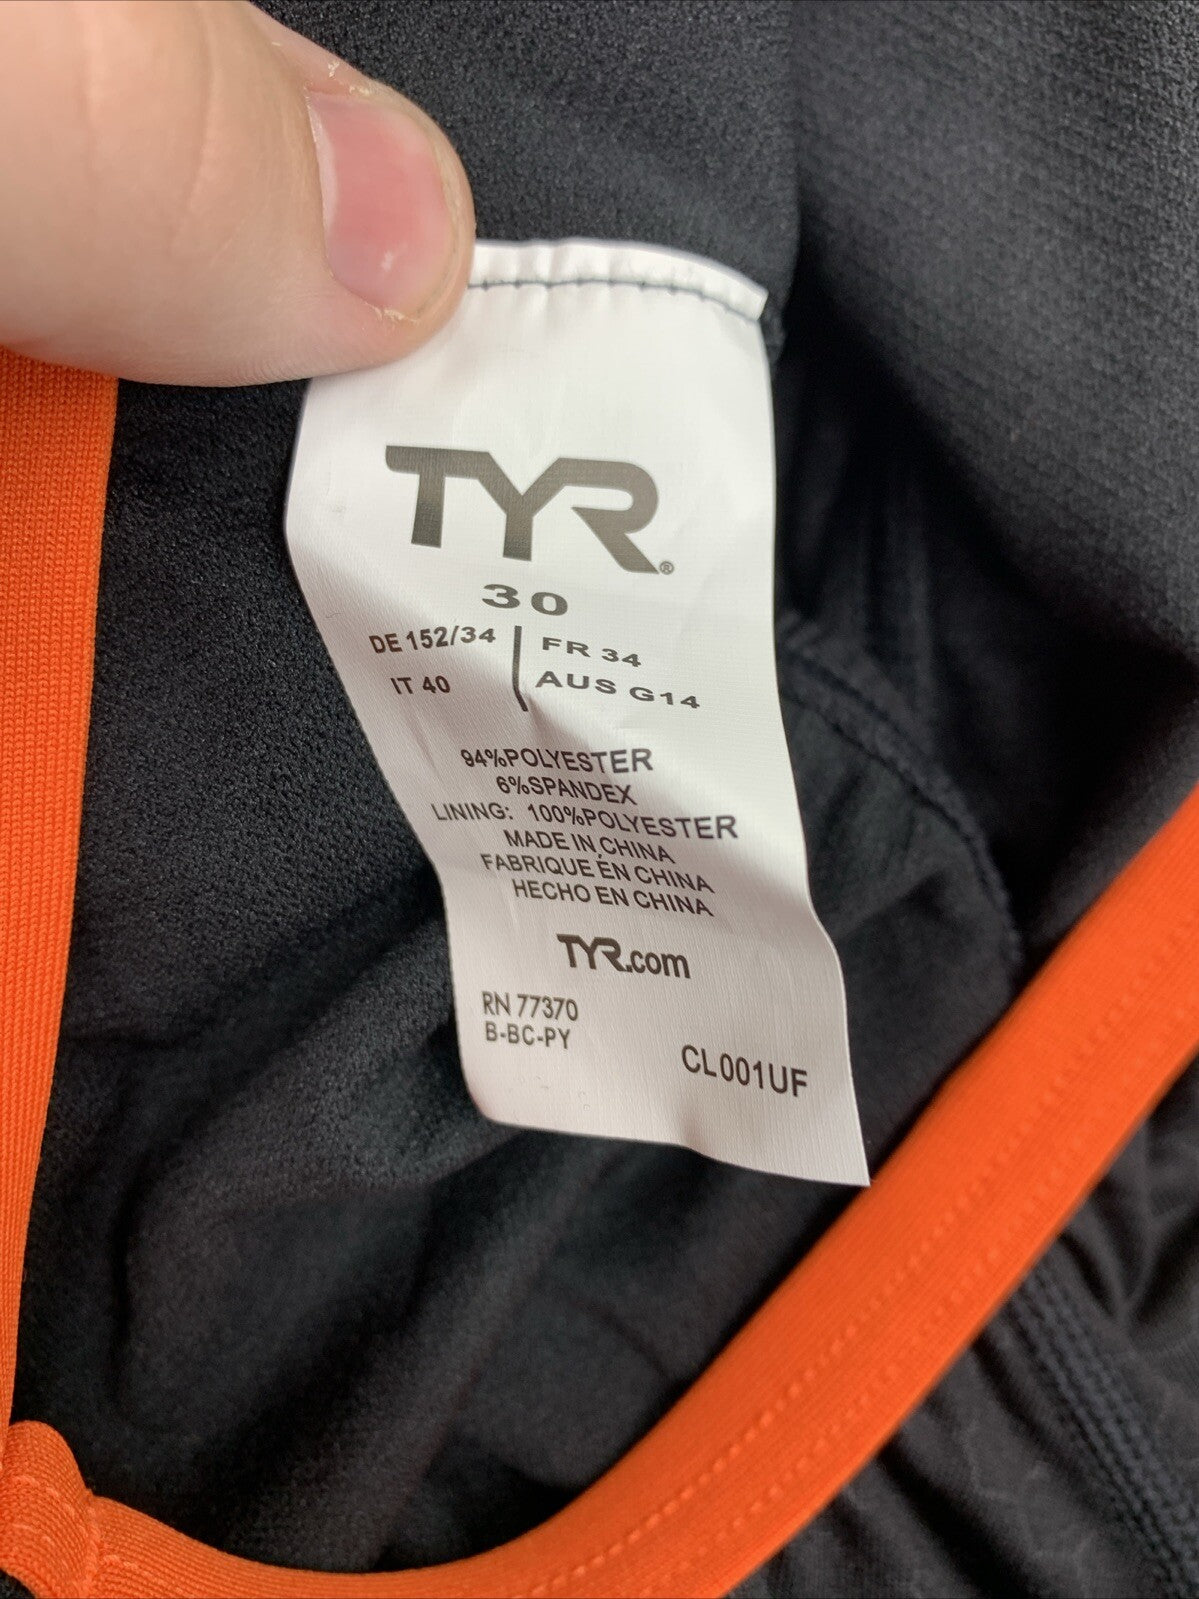 TYR®
30
DE 152/34 | FR 34
IT 40 | AUS G14
94%POLYESTER
6%SPANDEX
LINING: 100%POLYESTER
MADE IN CHINA
FABRIQUE EN CHINA
HECHO EN CHINA
TYR.com
RN 77370
B-BC-PY
CL001UF